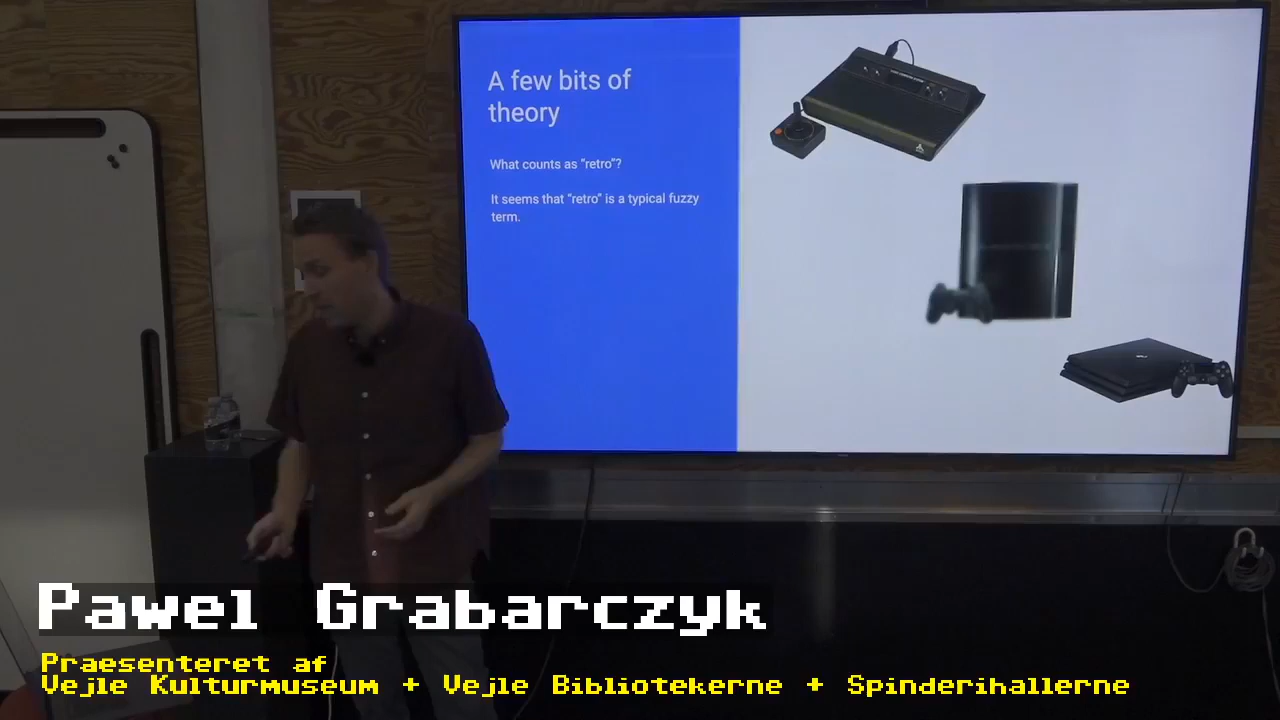 A few bits of
theory
What counts as “retro”?
It seems that “retro” is a typical fuzzy
term.
Pawel Grabarczyk
Praesenteret af
Vejle Kulturmuseum + Vejle Bibliotekerne + Spinderihallerne